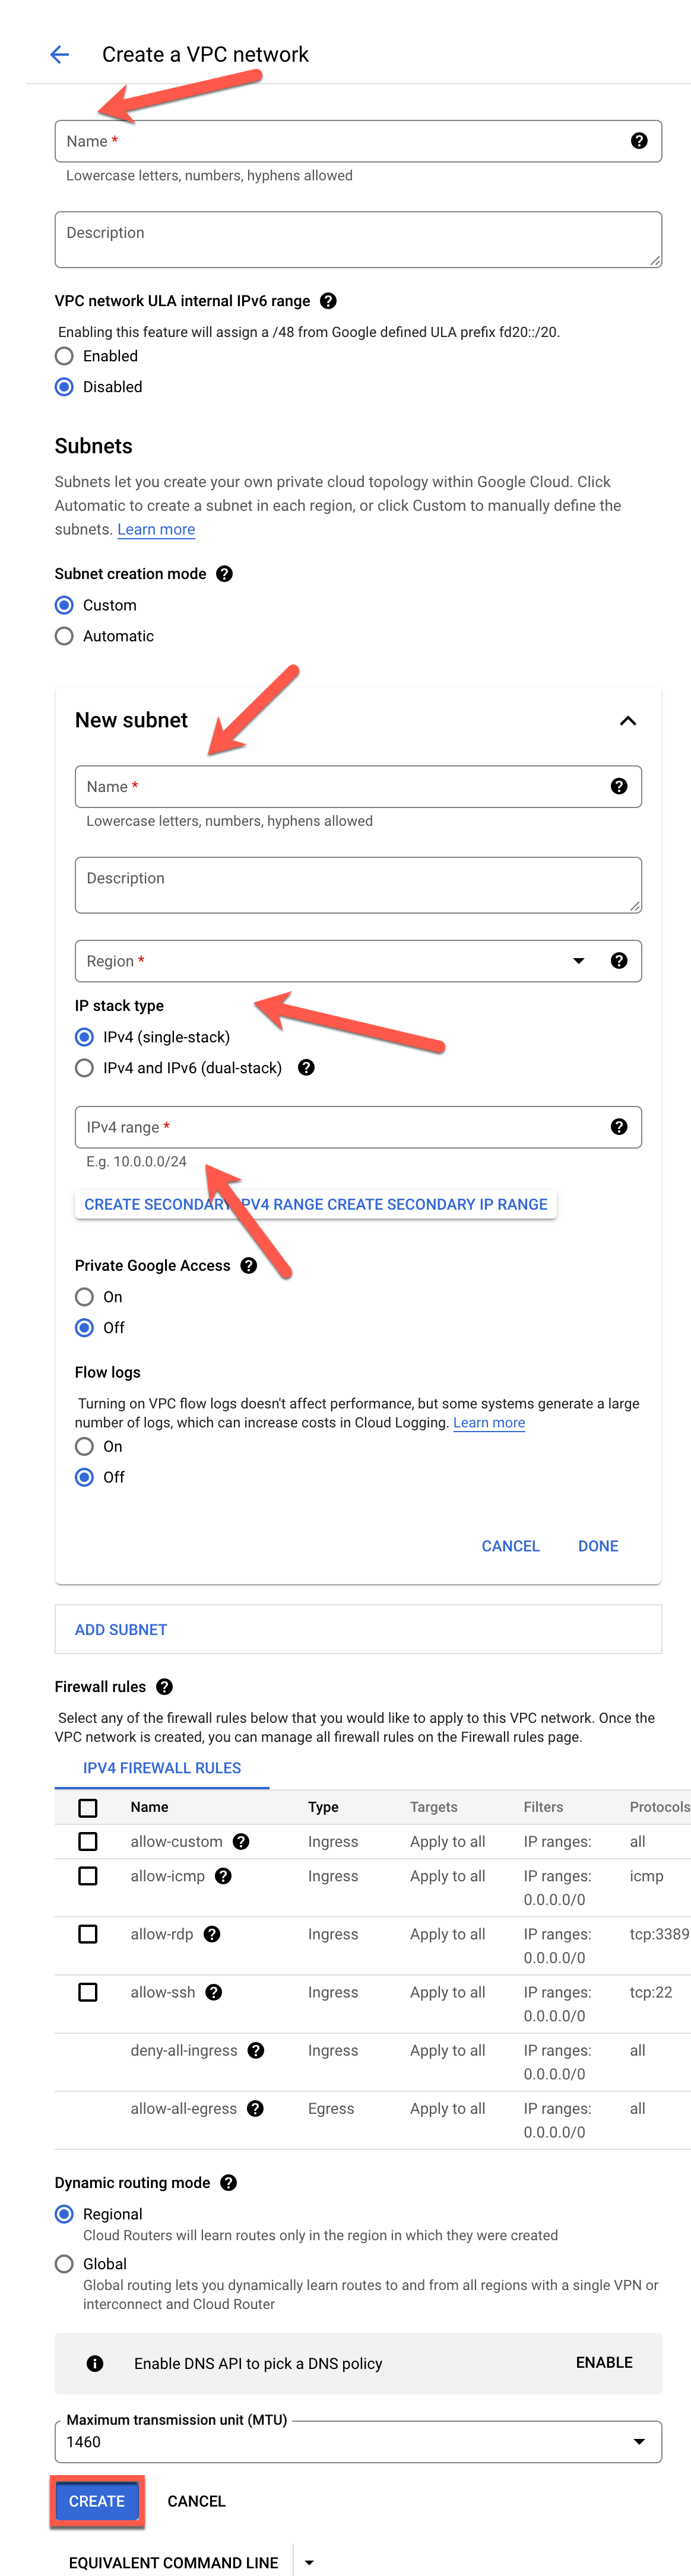 Create a VPC network
Name *
Lowercase letters, numbers, hyphens allowed
Description
VPC network ULA internal IPv6 range
Enabling this feature will assign a /48 from Google defined ULA prefix fd20::/20.
Enabled
Disabled
Subnets
Subnets let you create your own private cloud topology within Google Cloud. Click
Automatic to create a subnet in each region, or click Custom to manually define the
subnets. Learn more
Subnet creation mode
Custom
Automatic
New subnet
Name *
Lowercase letters, numbers, hyphens allowed
Description
Region *
IP stack type
IPv4 (single-stack)
IPv4 and IPv6 (dual-stack)
IPv4 range *
E.g. 10.0.0.0/24
CREATE SECONDARY IPV4 RANGE CREATE SECONDARY IP RANGE
Private Google Access
On
Off
Flow logs
Turning on VPC flow logs doesn't affect performance, but some systems generate a large
number of logs, which can increase costs in Cloud Logging. Learn more
On
Off
CANCEL DONE
ADD SUBNET
Firewall rules
Select any of the firewall rules below that you would like to apply to this VPC network. Once the
VPC network is created, you can manage all firewall rules on the Firewall rules page.
IPV4 FIREWALL RULES
Name Type Targets Filters Protocols
allow-custom Ingress Apply to all IP ranges: all
allow-icmp Ingress Apply to all IP ranges: icmp
0.0.0.0/0
allow-rdp Ingress Apply to all IP ranges: tcp:3389
0.0.0.0/0
allow-ssh Ingress Apply to all IP ranges: tcp:22
0.0.0.0/0
deny-all-ingress Ingress Apply to all IP ranges: all
0.0.0.0/0
allow-all-egress Egress Apply to all IP ranges: all
0.0.0.0/0
Dynamic routing mode
Regional
Cloud Routers will learn routes only in the region in which they were created
Global
Global routing lets you dynamically learn routes to and from all regions with a single VPN or
interconnect and Cloud Router
Enable DNS API to pick a DNS policy ENABLE
Maximum transmission unit (MTU)
1460
CREATE CANCEL
EQUIVALENT COMMAND LINE